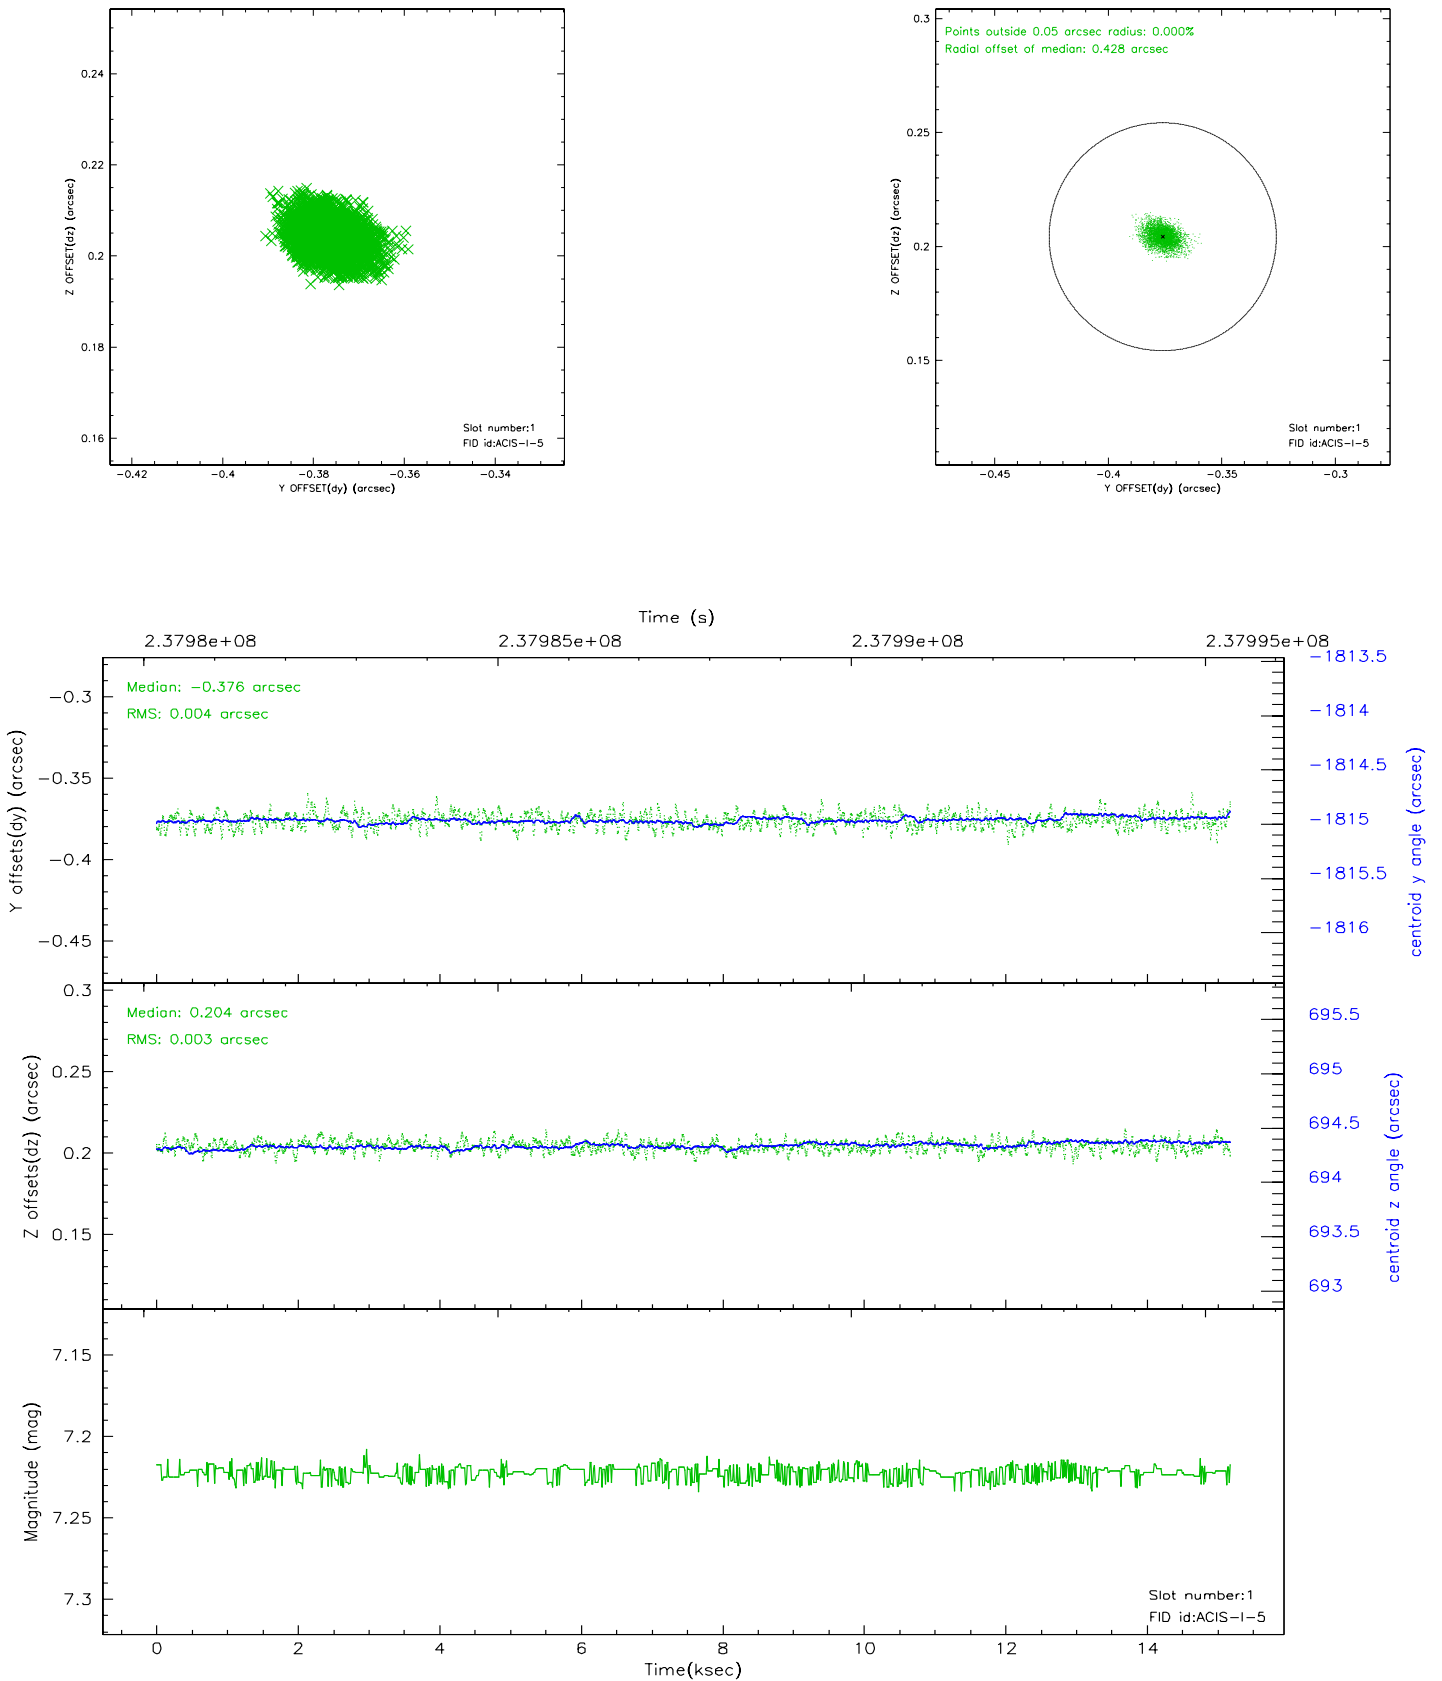 0.24
0.22
0.2
0.18
0.16
Z OFFSET(dz) (arcsec)
Slot number:1
FID id:ACIS-I-5
-0.42 -0.4 -0.38 -0.36 -0.34
Y OFFSET(dy) (arcsec)
Points outside 0.05 arcsec radius: 0.000%
Radial offset of median: 0.428 arcsec
0.3
0.25
0.2
0.15
Z OFFSET(dz) (arcsec)
Slot number:1
FID id:ACIS-I-5
-0.45 -0.4 -0.35 -0.3
Y OFFSET(dy) (arcsec)
Time (s)
2.3798e+08 2.37985e+08 2.3799e+08 2.37995e+08
Median: -0.376 arcsec
RMS: 0.004 arcsec
-0.3
-0.35
-0.4
-0.45
Y offsets(dy) (arcsec)
-1813.5
-1814
-1814.5
-1815
-1815.5
-1816
centroid y angle (arcsec)
Median: 0.204 arcsec
RMS: 0.003 arcsec
0.3
0.25
0.2
0.15
Z offsets(dz) (arcsec)
695.5
695
694.5
694
693.5
693
centroid z angle (arcsec)
7.15
7.2
7.25
7.3
Magnitude (mag)
Slot number:1
FID id:ACIS-I-5
0 2 4 6 8 10 12 14
Time(ksec)